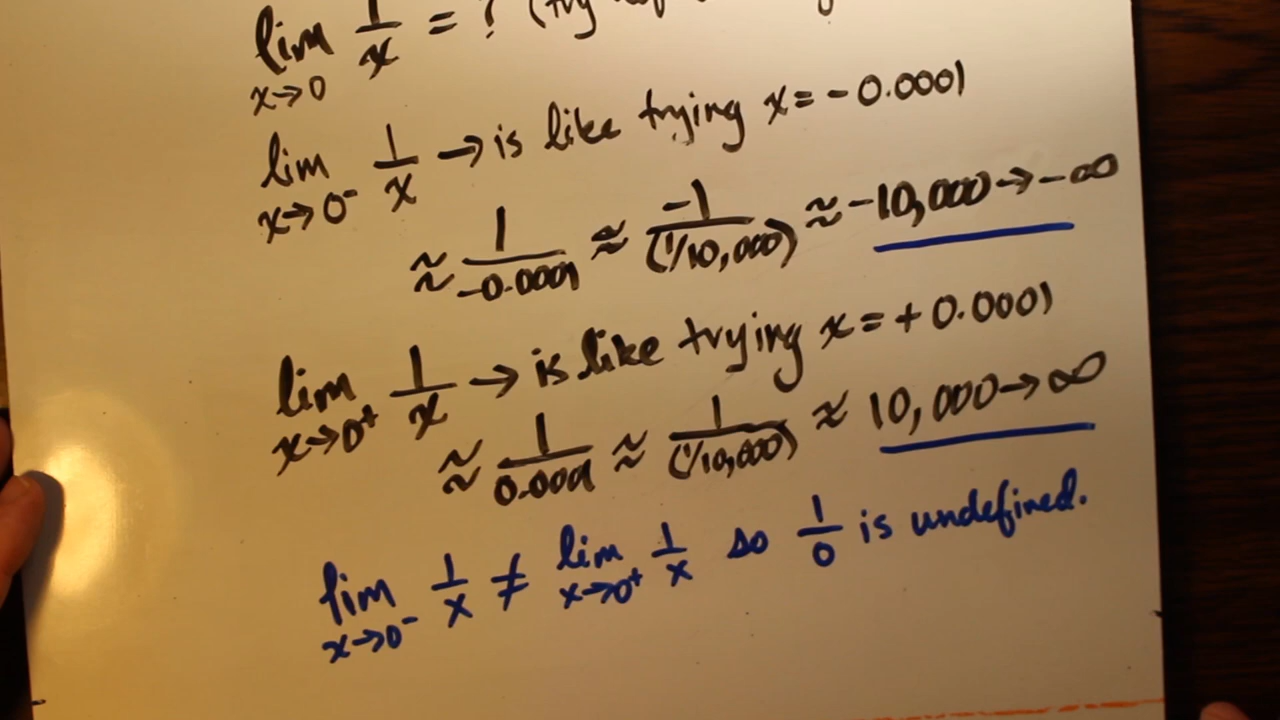 lim x→0 1/x = ? (try
lim x→0⁻ 1/x → is like trying x = -0.0001
≈ 1/-0.0001 ≈ -1/(1/10,000) ≈ -10,000 → -∞
lim x→0⁺ 1/x → is like trying x = +0.0001
≈ 1/0.0001 ≈ 1/(1/10,000) ≈ 10,000 → ∞
lim x→0⁻ 1/x ≠ lim x→0⁺ 1/x so 1/0 is undefined.